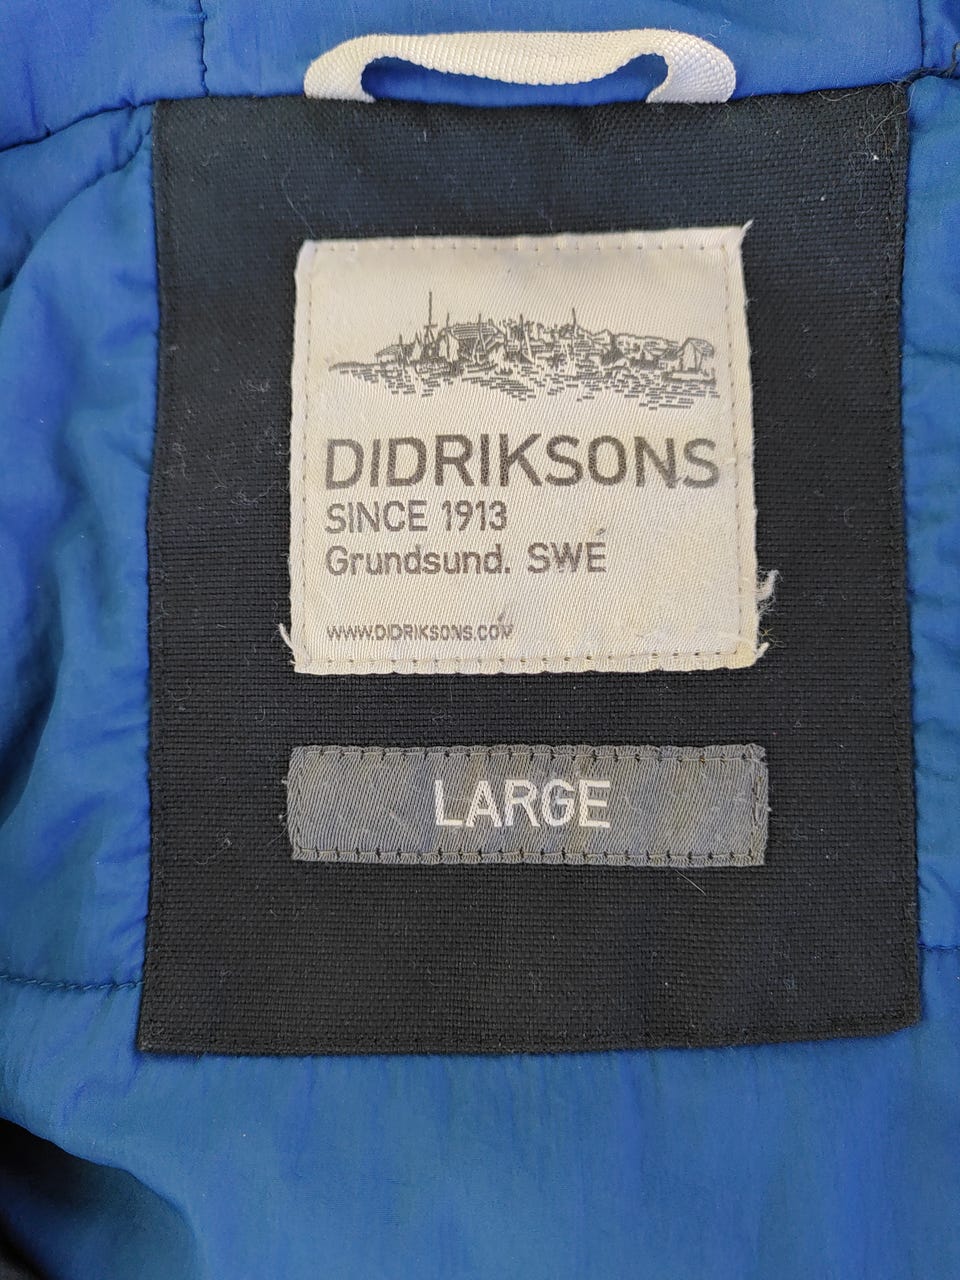 DIDRIKSONS
SINCE 1913
Grundsund. SWE
www.DIDRIKSONS.COM
LARGE